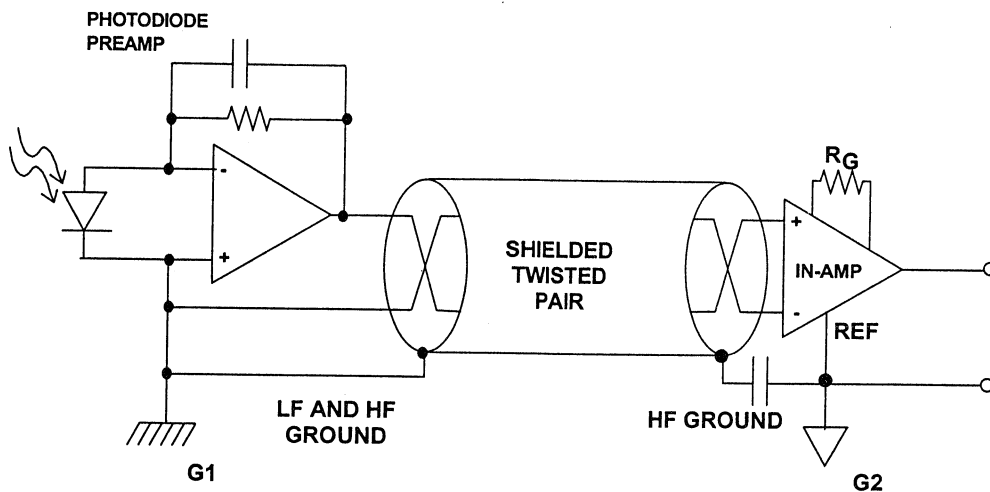 PHOTODIODE
PREAMP
-
+
SHIELDED
TWISTED
PAIR
RG
+
IN-AMP
-
REF
LF AND HF
GROUND
HF GROUND
G1
G2